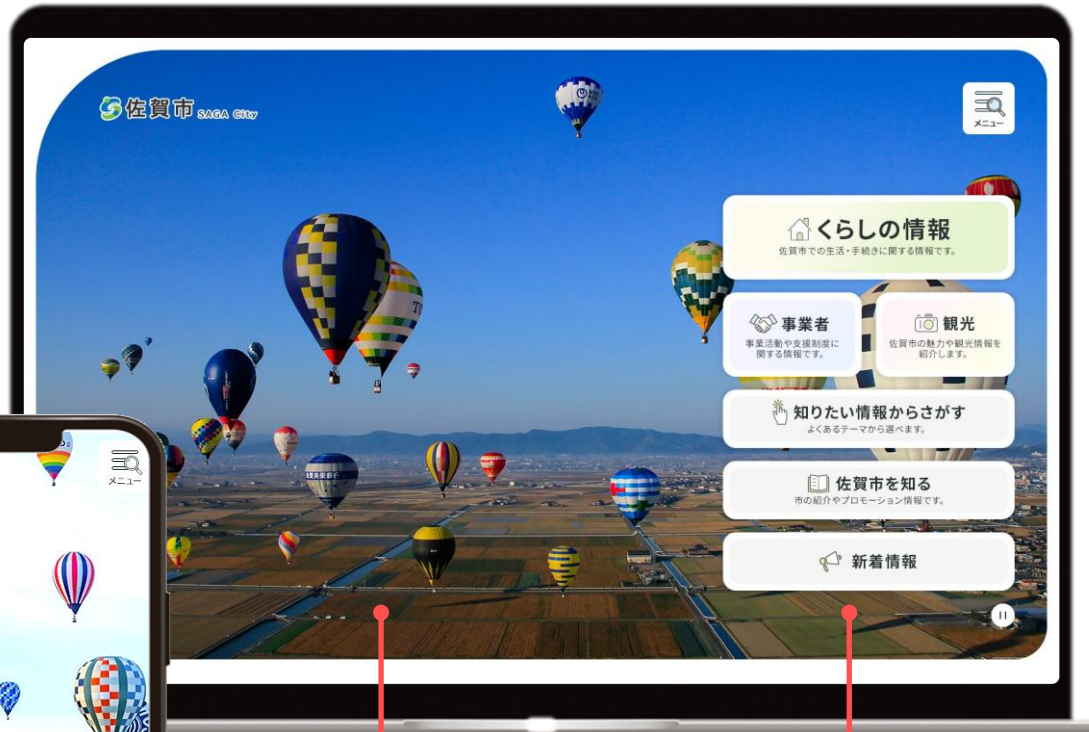 佐賀市 SAGA City
メニュー
くらしの情報
佐賀市での生活・手続きに関する情報です。
事業者
事業活動や支援制度に
関する情報です。
観光
佐賀市の魅力や観光情報を
紹介します。
知りたい情報からさがす
よくあるテーマから選べます。
佐賀市を知る
市の紹介やプロモーション情報です。
新着情報
メニュー